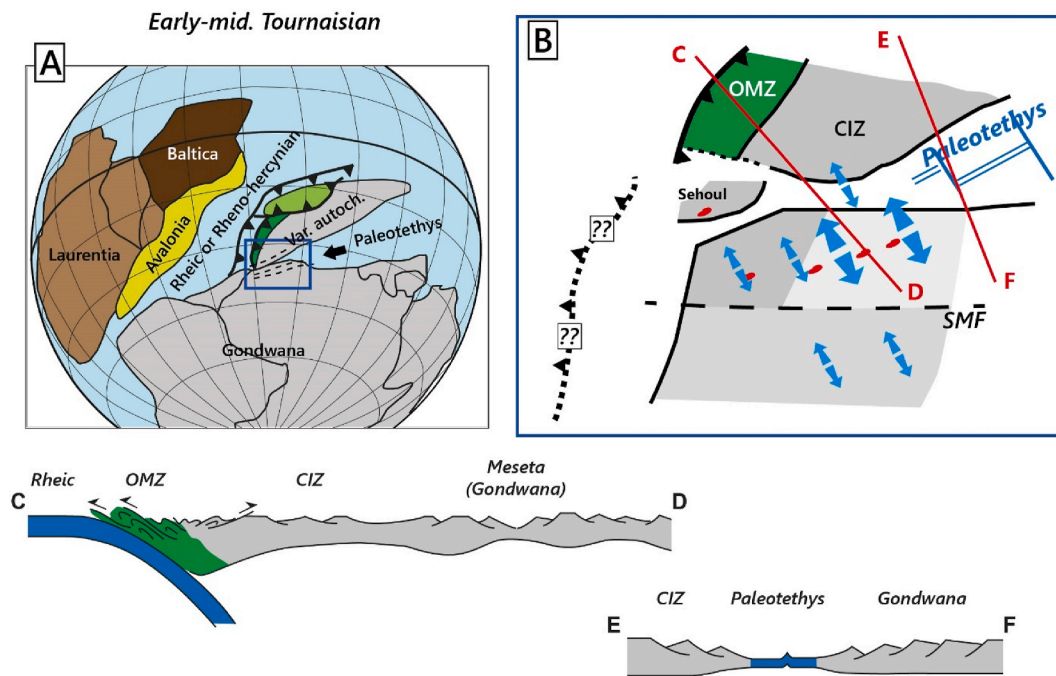 Early-mid. Tournaisian
A
Baltica
Laurentia
Avalonia
Rheic or Rheno-hercynian
Var. autoch.
Paleotethys
Gondwana
B
C
E
OMZ
CIZ
Paleotethys
Sehoul
??
??
D
F
SMF
Rheic
OMZ
CIZ
Meseta
(Gondwana)
C
D
CIZ
Paleotethys
Gondwana
E
F